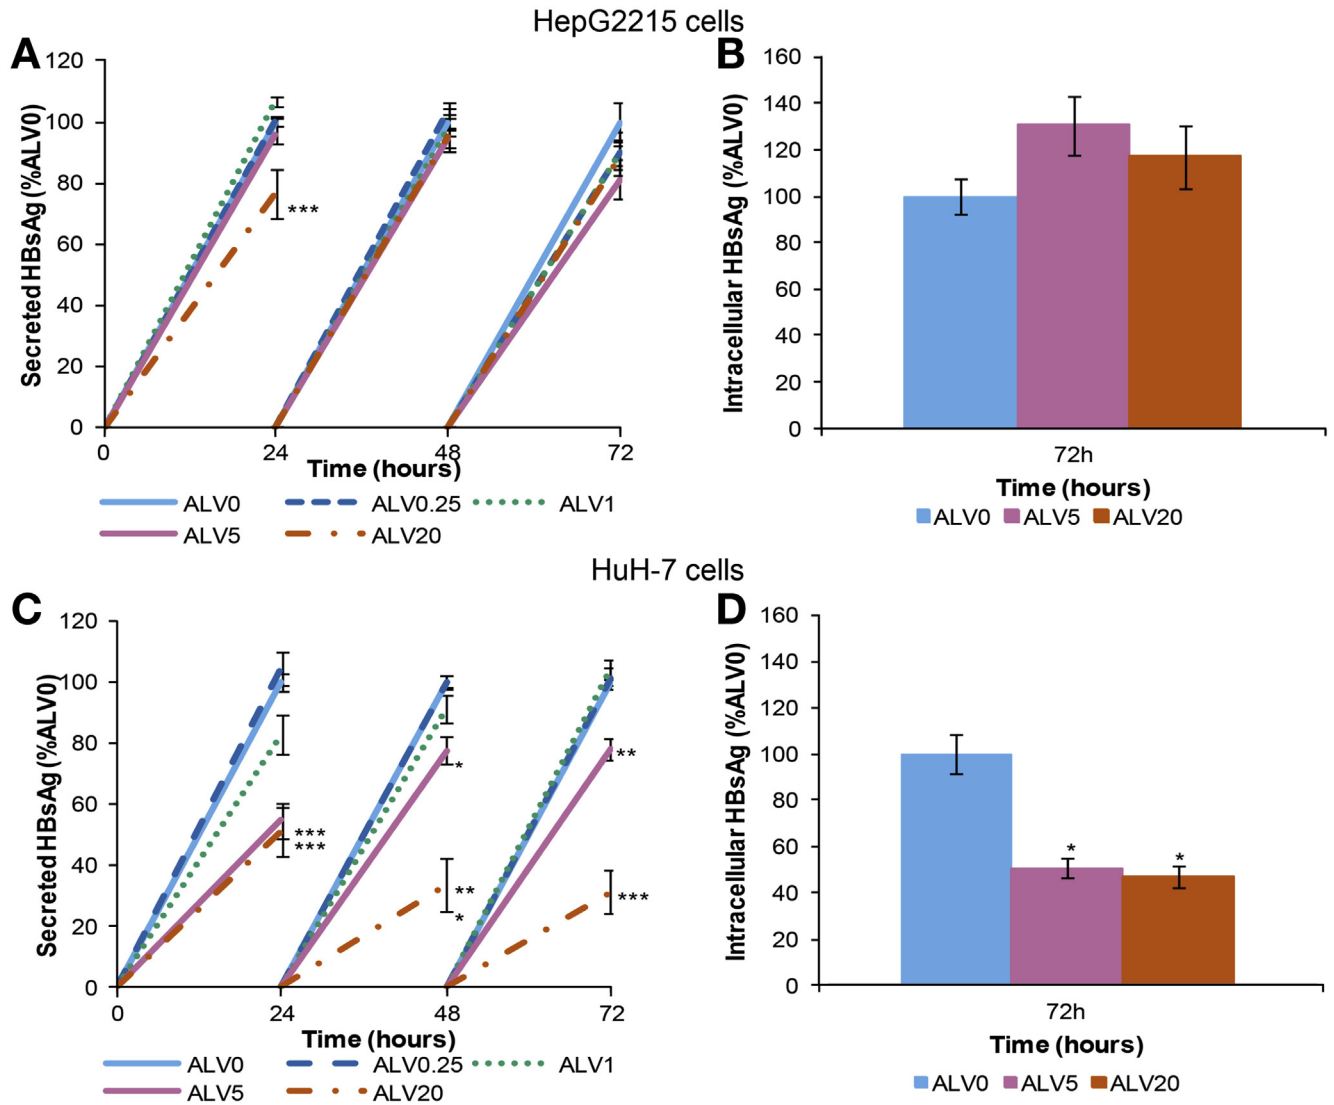 HepG2215 cells
A
Secreted HBsAg (%ALV0)
120
100
80
60
40
20
0
***
0 24 48 72
Time (hours)
ALV0 ALV0.25 ALV1
ALV5 ALV20
B
Intracellular HBsAg (%ALV0)
160
140
120
100
80
60
40
20
0
72h
Time (hours)
ALV0 ALV5 ALV20
HuH-7 cells
C
Secreted HBsAg (%ALV0)
120
100
80
60
40
20
0
***
***
*
**
*
**
***
0 24 48 72
Time (hours)
ALV0 ALV0.25 ALV1
ALV5 ALV20
D
Intracellular HBsAg (%ALV0)
160
140
120
100
80
60
40
20
0
* *
72h
Time (hours)
ALV0 ALV5 ALV20